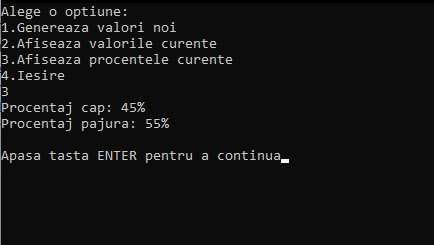 Alege o optiune:
1.Genereaza valori noi
2.Afiseaza valorile curente
3.Afiseaza procentele curente
4.Iesire
3
Procentaj cap: 45%
Procentaj pajura: 55%
Apasa tasta ENTER pentru a continua